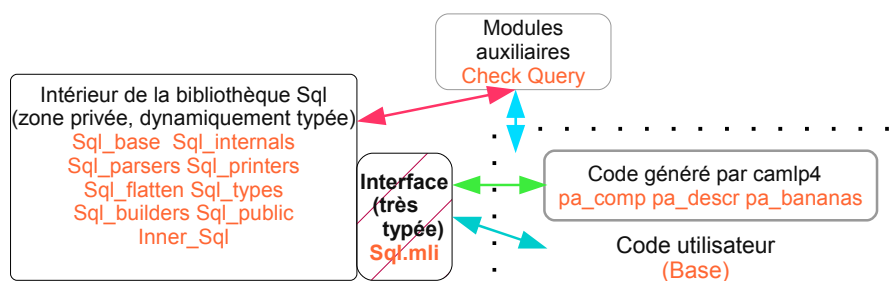 Modules
auxiliaires
Check Query
Intérieur de la bibliothèque Sql
(zone privée, dynamiquement typée)
Sql_base Sql_internals
Sql_parsers Sql_printers
Sql_flatten Sql_types
Sql_builders Sql_public
Inner_Sql
Interface
(très
typée)
Sql.mli
Code généré par camlp4
pa_comp pa_descr pa_bananas
Code utilisateur
(Base)